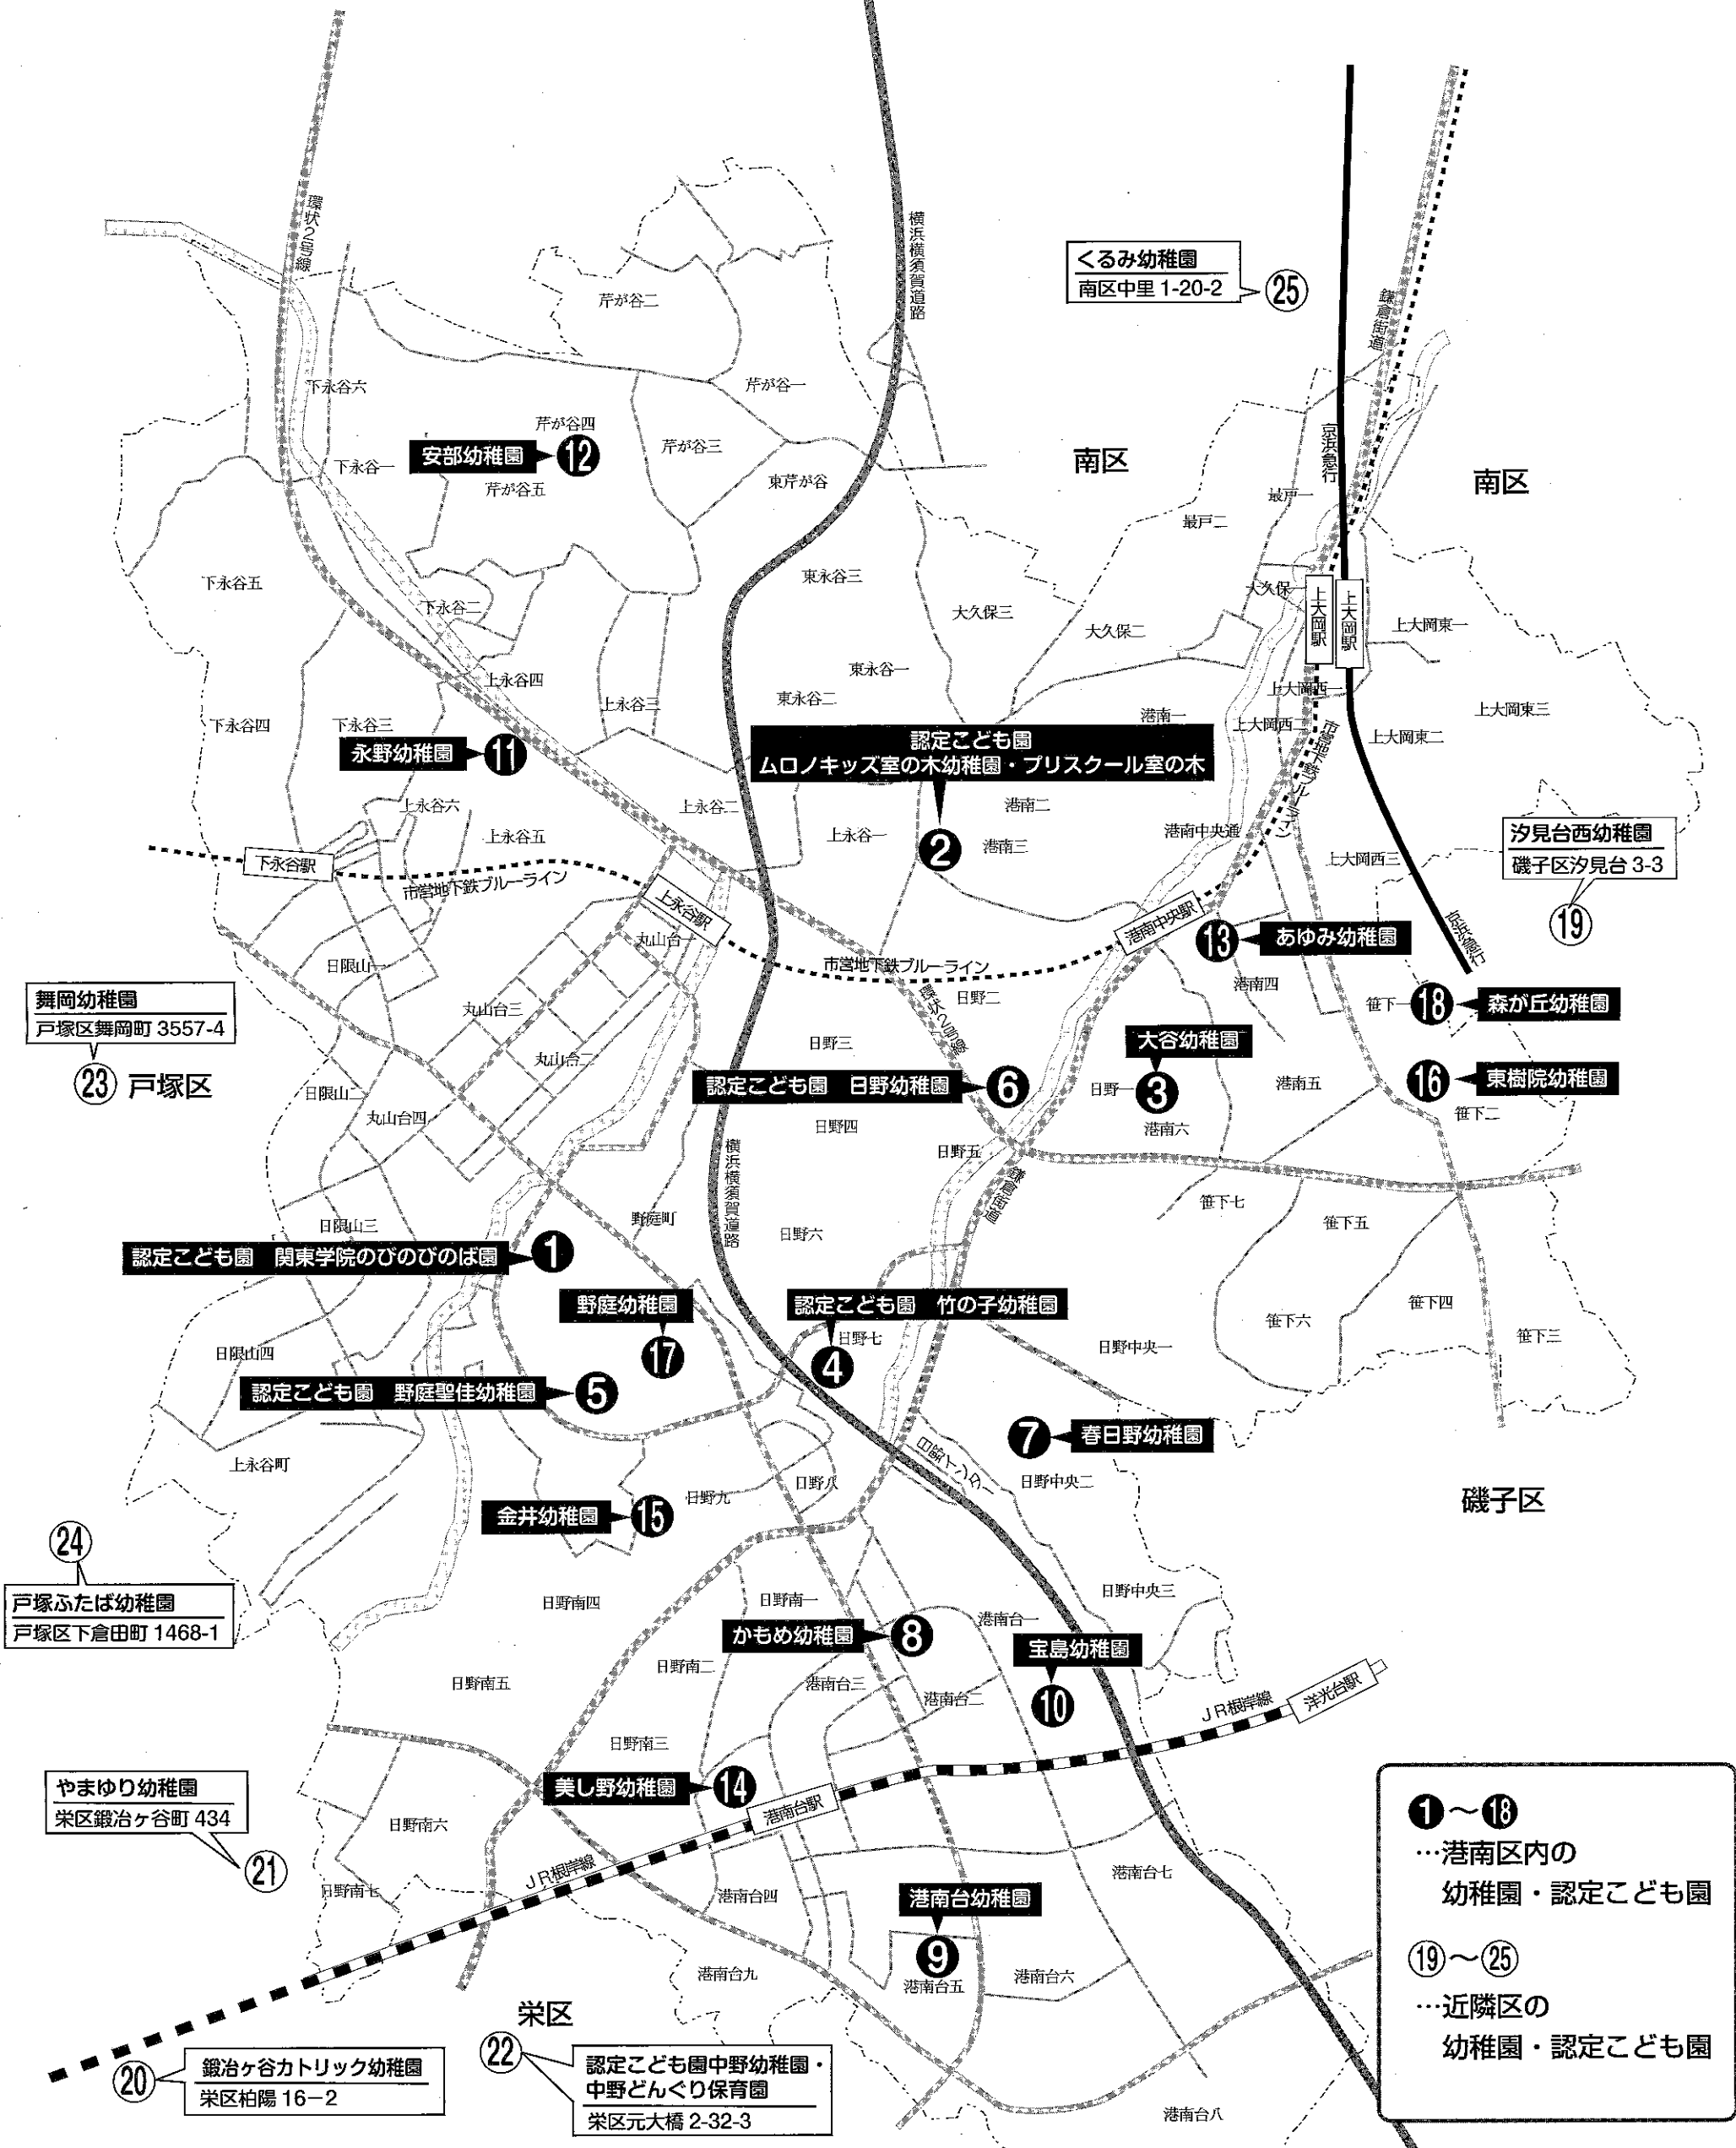 環状2号線
横浜横須賀道路
くるみ幼稚園
南区中里 1-20-2
25
鎌倉街道
芹が谷二
下永谷六
芹が谷一
芹が谷四
安部幼稚園
12
芹が谷三
下永谷一
芹が谷五
東芹が谷
南区
京浜急行
南区
最戸一
最戸二
下永谷五
下永谷二
東永谷三
大久保三
大久保二
大久保一
上大岡駅
上大岡駅
上大岡東一
上永谷四
上永谷三
東永谷一
東永谷二
上大岡西一
港南一
上大岡西二
上大岡東三
上大岡東二
下永谷四
下永谷三
永野幼稚園
11
認定こども園
ムロノキッズ室の木幼稚園・プリスクール室の木
2
市営地下鉄ブルーライン
上永谷六
上永谷五
上永谷二
上永谷一
港南二
港南三
港南中央通
上大岡西三
汐見台西幼稚園
磯子区汐見台 3-3
19
下永谷駅
市営地下鉄ブルーライン
上永谷駅
港南中央駅
13
あゆみ幼稚園
京浜急行
丸山台一
日限山一
市営地下鉄ブルーライン
環状2号線
日野二
港南四
舞岡幼稚園
戸塚区舞岡町 3557-4
23
戸塚区
丸山台三
笹下一
18
森が丘幼稚園
日野三
大谷幼稚園
3
丸山台二
認定こども園 日野幼稚園
6
日野一
港南五
16
東樹院幼稚園
日限山二
丸山台四
日野四
港南六
笹下二
横浜横須賀道路
日野五
鎌倉街道
日限山三
野庭町
日野六
笹下七
笹下五
認定こども園 関東学院のびのびのば園
1
野庭幼稚園
17
認定こども園 竹の子幼稚園
4
日野七
笹下六
笹下四
笹下三
日限山四
日野中央一
認定こども園 野庭聖佳幼稚園
5
7
春日野幼稚園
上永谷町
日野インター
日野中央二
日野八
日野九
金井幼稚園
15
磯子区
24
戸塚ふたば幼稚園
戸塚区下倉田町 1468-1
日野南四
日野南一
日野中央三
港南台一
かもめ幼稚園
8
宝島幼稚園
10
日野南五
日野南二
港南台三
港南台二
JR根岸線
洋光台駅
日野南三
やまゆり幼稚園
栄区鍛冶ヶ谷町 434
21
美し野幼稚園
14
港南台駅
日野南六
JR根岸線
日野南七
港南台四
港南台七
港南台幼稚園
9
港南台九
港南台五
港南台六
栄区
22
認定こども園中野幼稚園・
中野どんぐり保育園
栄区元大橋 2-32-3
20
鍛冶ヶ谷カトリック幼稚園
栄区柏陽 16－2
港南台八
1～18
…港南区内の
幼稚園・認定こども園
19～25
…近隣区の
幼稚園・認定こども園